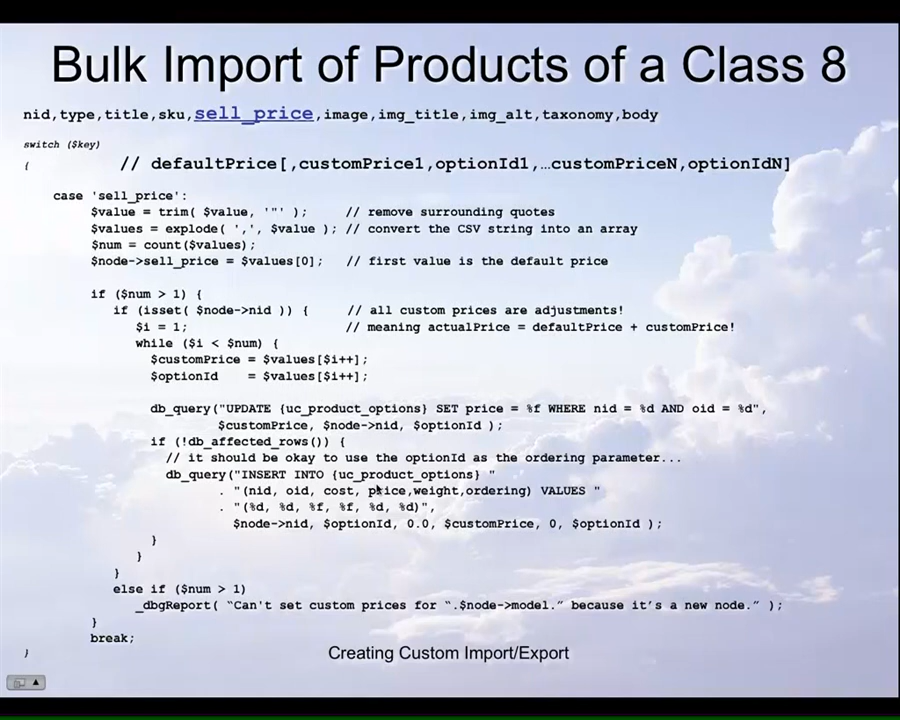 Bulk Import of Products of a Class 8
nid,type,title,sku,sell_price,image,img_title,img_alt,taxonomy,body
switch ($key)
{ // defaultPrice[,customPrice1,optionId1,…customPriceN,optionIdN]
case 'sell_price':
$value = trim( $value, '"' ); // remove surrounding quotes
$values = explode( ',', $value ); // convert the CSV string into an array
$num = count($values);
$node->sell_price = $values[0]; // first value is the default price
if ($num > 1) {
if (isset( $node->nid )) { // all custom prices are adjustments!
$i = 1; // meaning actualPrice = defaultPrice + customPrice!
while ($i < $num) {
$customPrice = $values[$i++];
$optionId = $values[$i++];
db_query("UPDATE {uc_product_options} SET price = %f WHERE nid = %d AND oid = %d",
$customPrice, $node->nid, $optionId );
if (!db_affected_rows()) {
// it should be okay to use the optionId as the ordering parameter...
db_query("INSERT INTO {uc_product_options} "
. "(nid, oid, cost, price,weight,ordering) VALUES "
. "(%d, %d, %f, %f, %d, %d)",
$node->nid, $optionId, 0.0, $customPrice, 0, $optionId );
}
}
}
else if ($num > 1)
_dbgReport( “Can't set custom prices for “.$node->model.” because it’s a new node.” );
}
break;
}
Creating Custom Import/Export